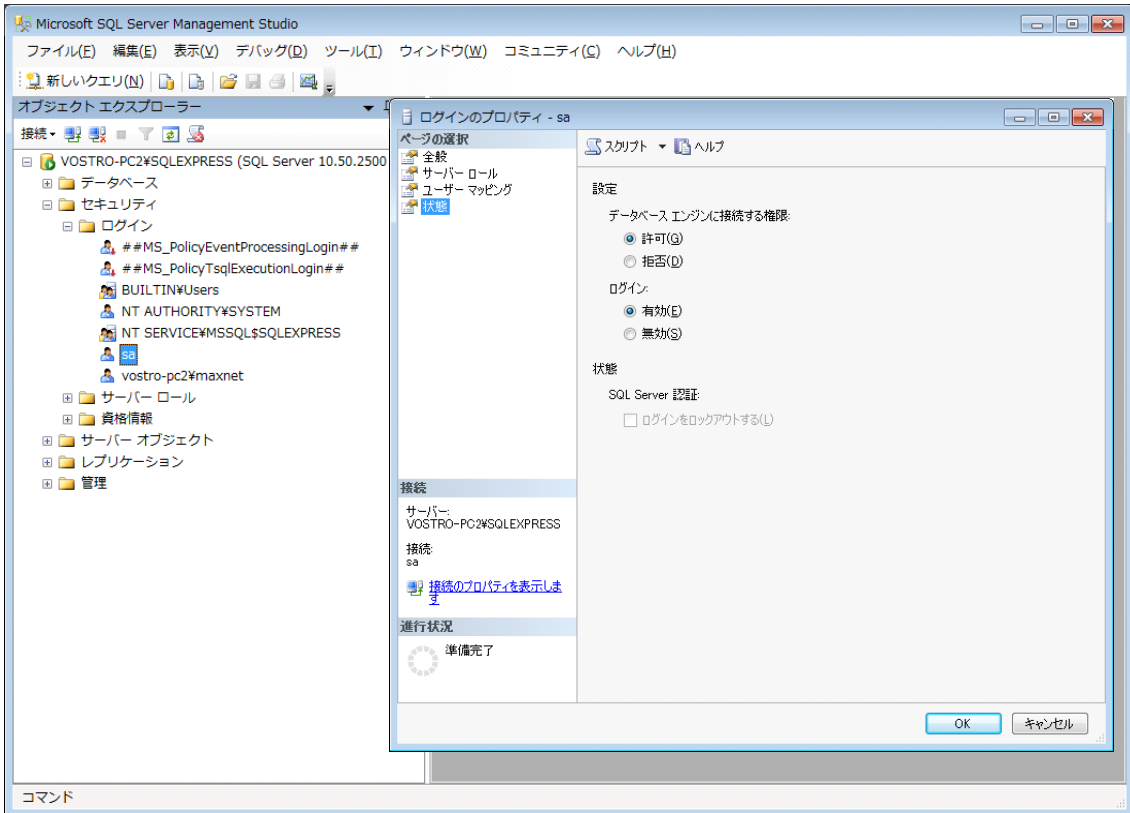 Microsoft SQL Server Management Studio
ファイル(F) 編集(E) 表示(V) デバッグ(D) ツール(T) ウィンドウ(W) コミュニティ(C) ヘルプ(H)
新しいクエリ(N)
オブジェクト エクスプローラー
接続
VOSTRO-PC2¥SQLEXPRESS (SQL Server 10.50.2500
データベース
セキュリティ
ログイン
##MS_PolicyEventProcessingLogin##
##MS_PolicyTsqlExecutionLogin##
BUILTIN¥Users
NT AUTHORITY¥SYSTEM
NT SERVICE¥MSSQL$SQLEXPRESS
sa
vostro-pc2¥maxnet
サーバー ロール
資格情報
サーバー オブジェクト
レプリケーション
管理
ログインのプロパティ - sa
ページの選択
全般
サーバー ロール
ユーザー マッピング
状態
スクリプト ヘルプ
設定
データベース エンジンに接続する権限:
許可(G)
拒否(D)
ログイン:
有効(E)
無効(S)
状態
SQL Server 認証:
ログインをロックアウトする(L)
接続
サーバー:
VOSTRO-PC2¥SQLEXPRESS
接続:
sa
接続のプロパティを表示しま
す
進行状況
準備完了
OK キャンセル
コマンド